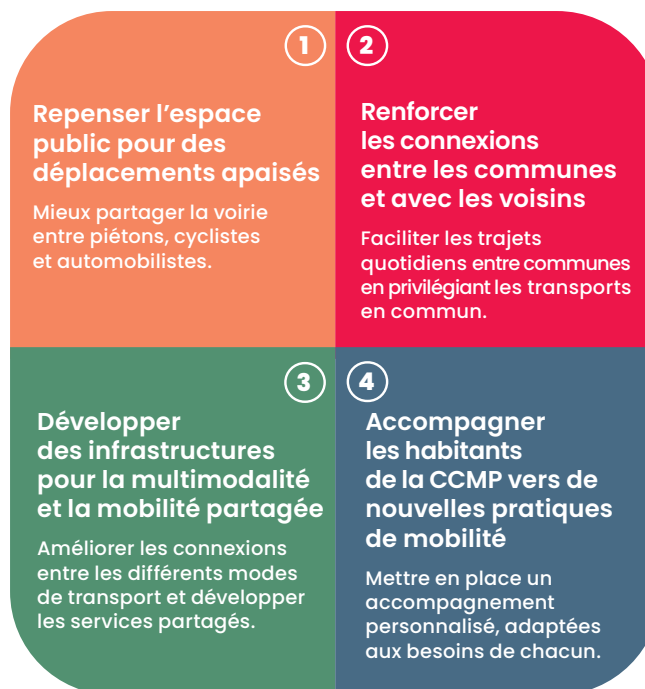 1
Repenser l'espace
public pour des
déplacements apaisés
Mieux partager la voirie
entre piétons, cyclistes
et automobilistes.
2
Renforcer
les connexions
entre les communes
et avec les voisins
Faciliter les trajets
quotidiens entre communes
en privilégiant les transports
en commun.
3
Développer
des infrastructures
pour la multimodalité
et la mobilité partagée
Améliorer les connexions
entre les différents modes
de transport et développer
les services partagés.
4
Accompagner
les habitants
de la CCMP vers de
nouvelles pratiques
de mobilité
Mettre en place un
accompagnement
personnalisé, adaptées
aux besoins de chacun.